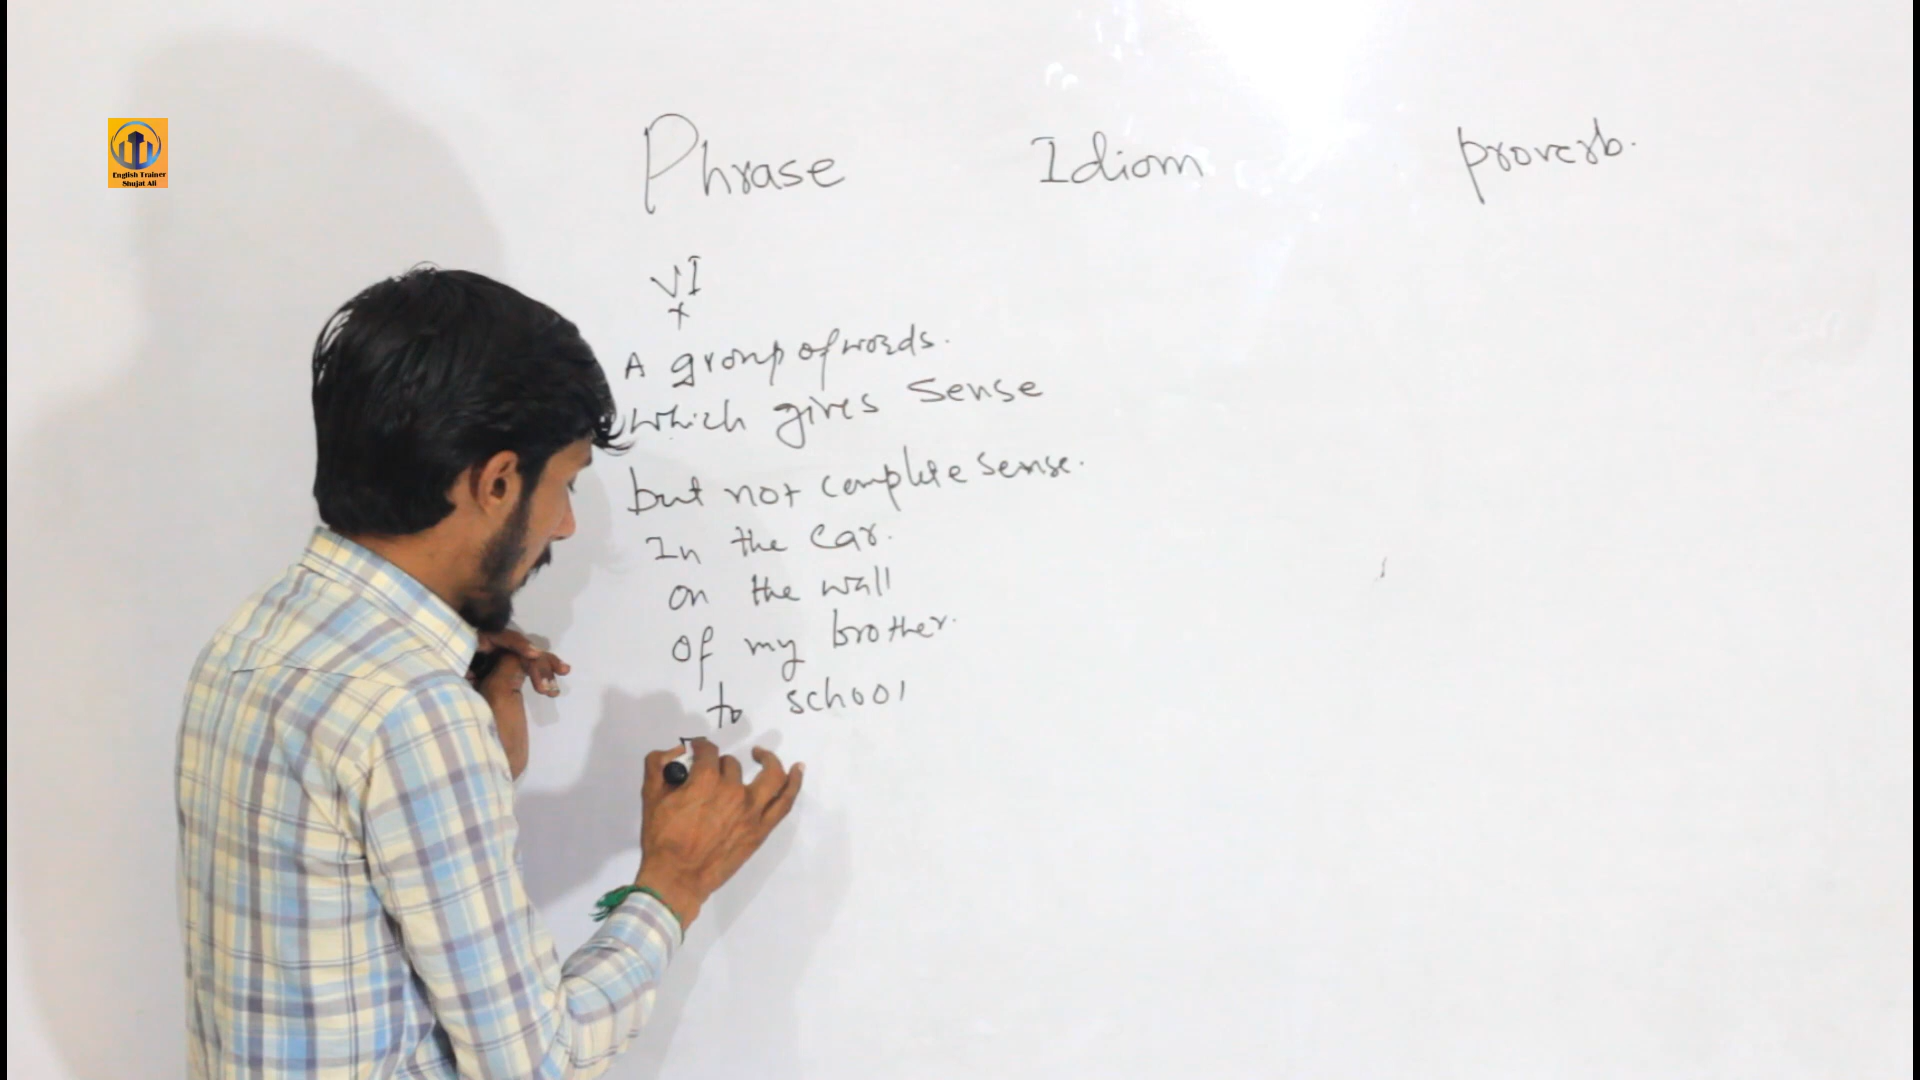 English Trainer
Shujat Ali
Phrase Idiom proverb.
VI
x
A group of words.
which gives sense
but not complete sense.
In the car.
on the wall
of my brother.
to school